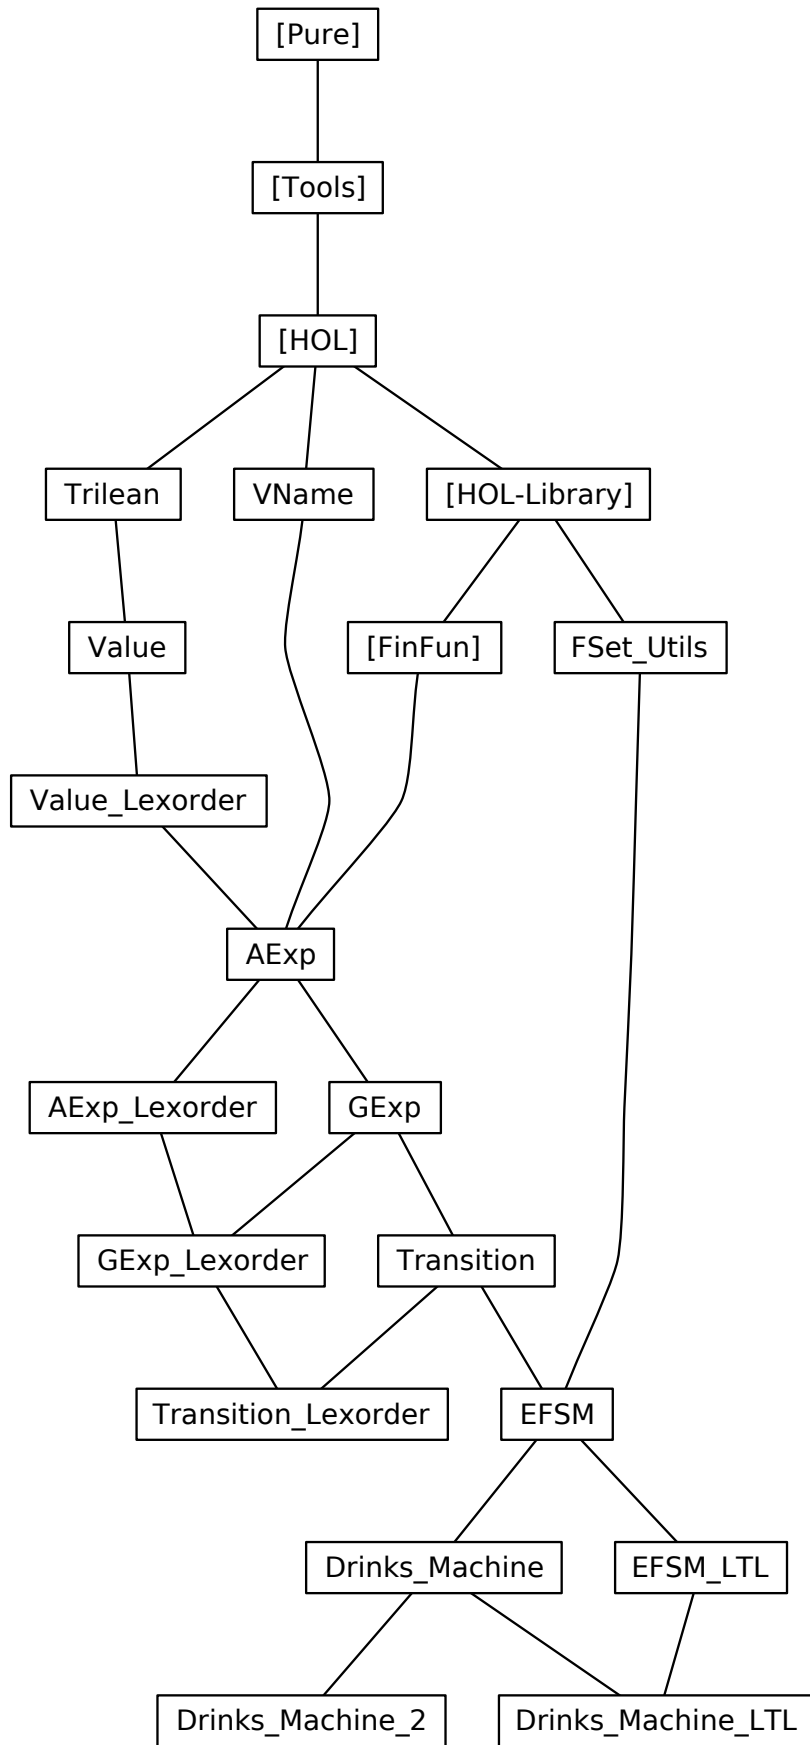 [Pure]
[Tools]
[HOL]
Trilean
VName
[HOL-Library]
Value
[FinFun]
FSet_Utils
Value_Lexorder
AExp
AExp_Lexorder
GExp
GExp_Lexorder
Transition
Transition_Lexorder
EFSM
Drinks_Machine
EFSM_LTL
Drinks_Machine_2
Drinks_Machine_LTL